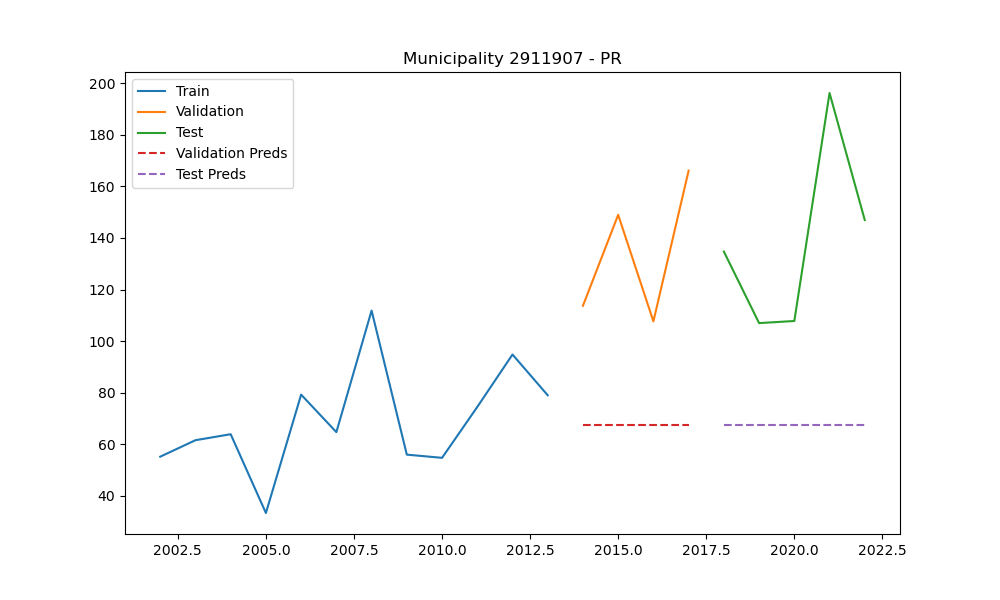 Municipality 2911907 - PR
Train
Validation
Test
Validation Preds
Test Preds
200
180
160
140
120
100
80
60
40
2002.5 2005.0 2007.5 2010.0 2012.5 2015.0 2017.5 2020.0 2022.5